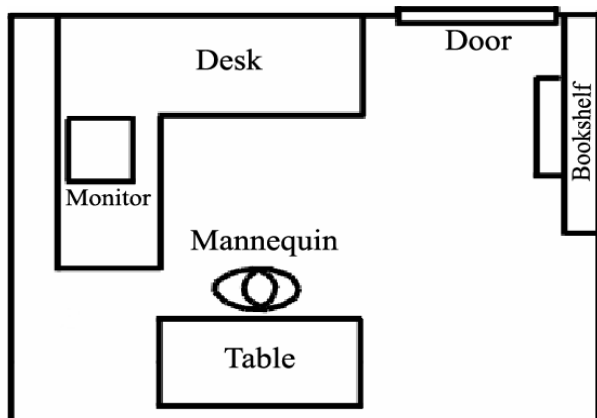 Desk
Door
Bookshelf
Monitor
Mannequin
Table